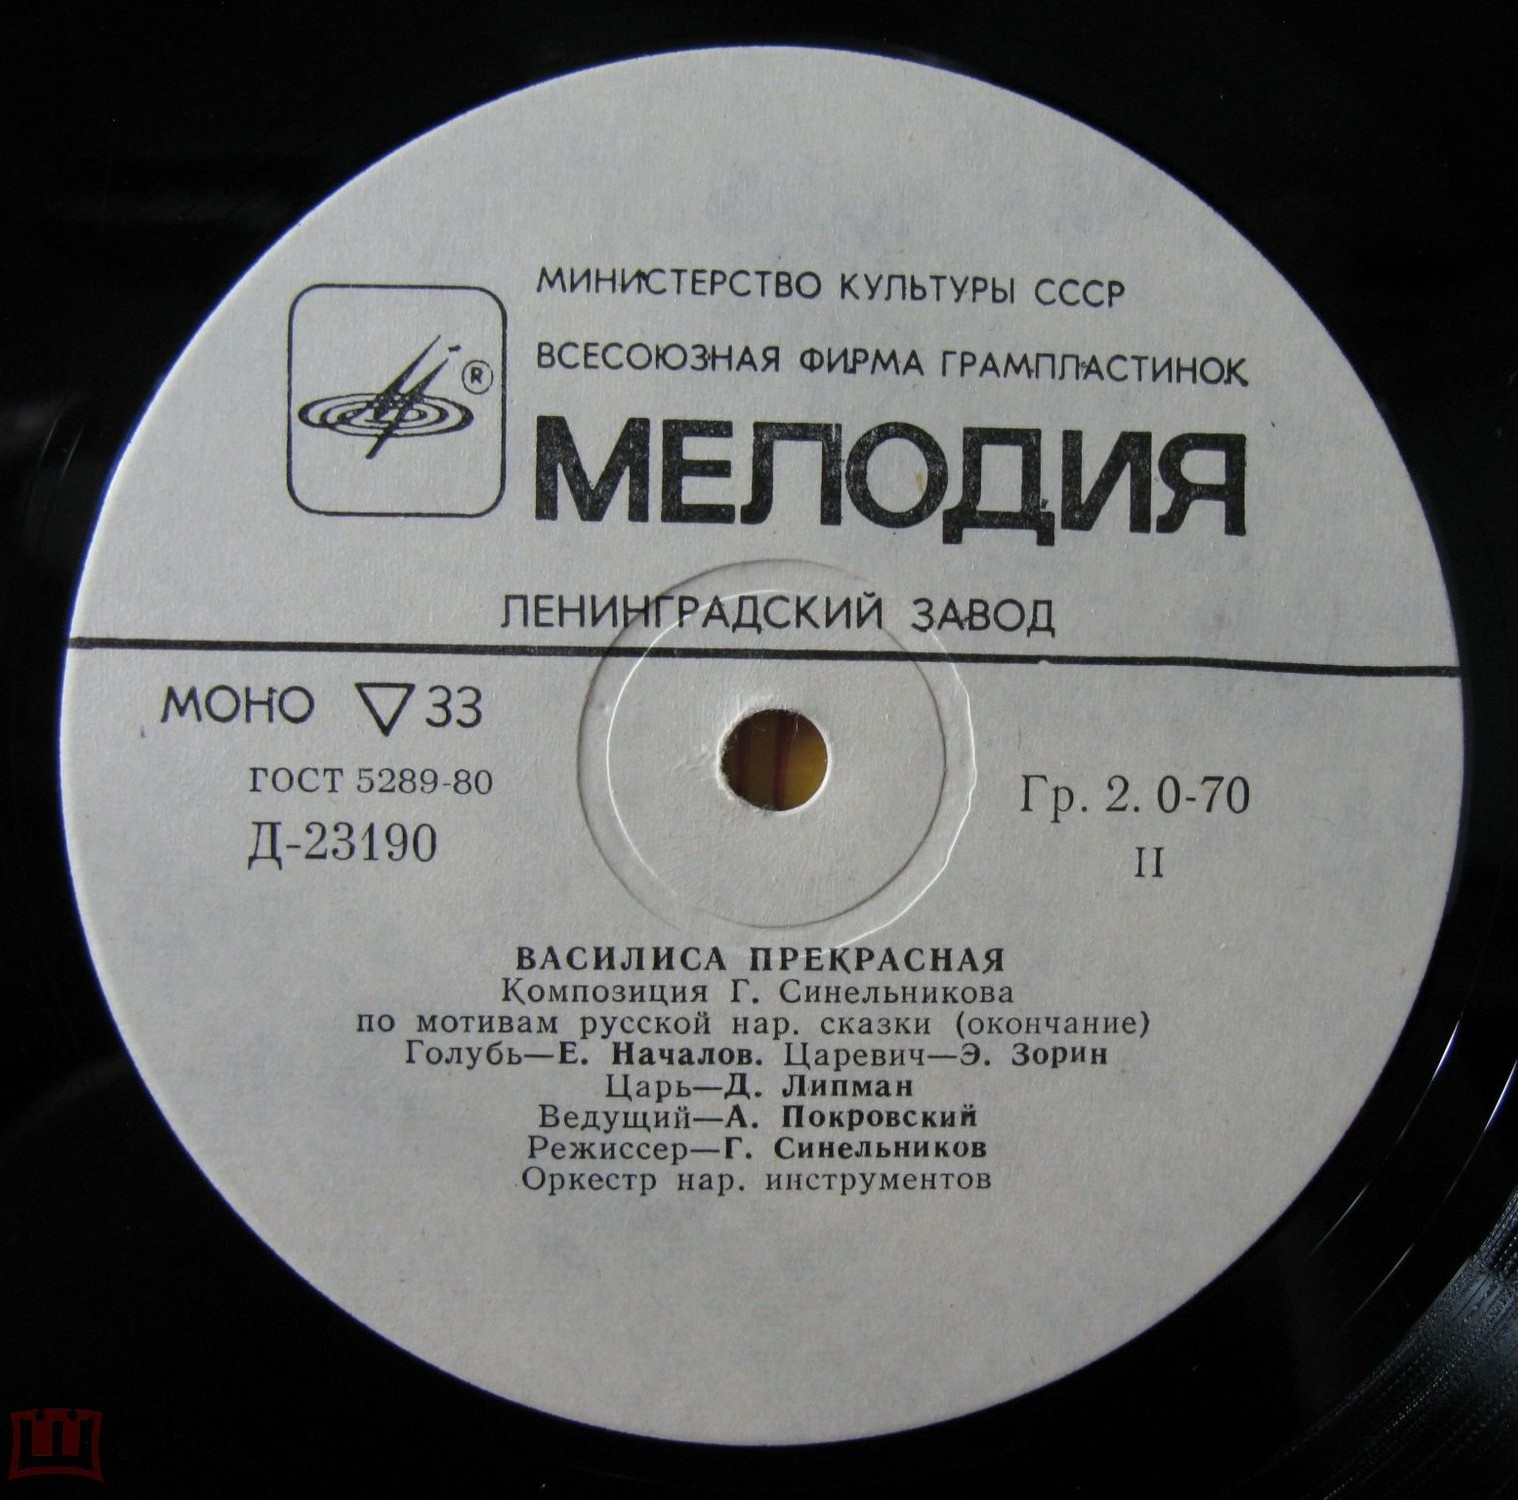 МИНИСТЕРСТВО КУЛЬТУРЫ СССР
ВСЕСОЮЗНАЯ ФИРМА ГРАМПЛАСТИНОК
®
МЕЛОДИЯ
ЛЕНИНГРАДСКИЙ ЗАВОД
МОНО ▽ 33
ГОСТ 5289-80
Д-23190
Гр. 2. 0-70
II
ВАСИЛИСА ПРЕКРАСНАЯ
Композиция Г. Синельникова
по мотивам русской нар. сказки (окончание)
Голубь—Е. Началов. Царевич—Э. Зорин
Царь—Д. Липман
Ведущий—А. Покровский
Режиссер—Г. Синельников
Оркестр нар. инструментов